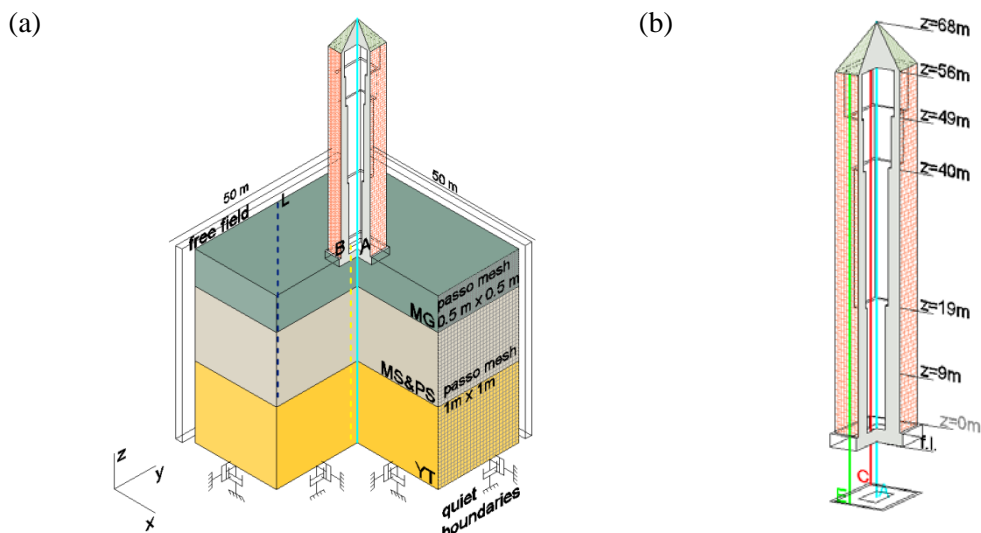 (a)
50 m
50 m
L
free field
B
A
passo mesh
0.5 m x 0.5 m
MG
MS&PS
passo mesh
1m x 1m
YT
quiet
boundaries
z
y
x
(b)
z=68m
z=56m
z=49m
z=40m
z=19m
z=9m
z=0m
f.l.
C
A